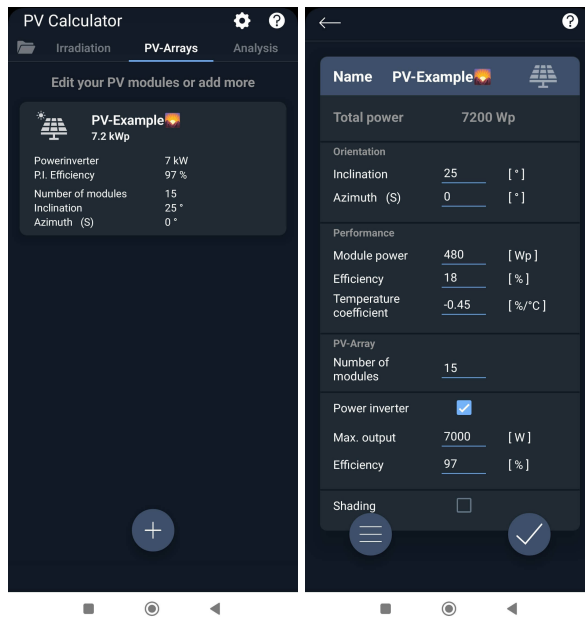 PV Calculator
Irradiation PV-Arrays Analysis
Edit your PV modules or add more
PV-Example🌄
7.2 kWp
Powerinverter 7 kW
P.I. Efficiency 97 %
Number of modules 15
Inclination 25 °
Azimuth (S) 0 °
Name PV-Example🌄
Total power 7200 Wp
Orientation
Inclination 25 [ ° ]
Azimuth (S) 0 [ ° ]
Performance
Module power 480 [ Wp ]
Efficiency 18 [ % ]
Temperature
coefficient -0.45 [ %/°C ]
PV-Array
Number of
modules 15
Power inverter
Max. output 7000 [ W ]
Efficiency 97 [ % ]
Shading